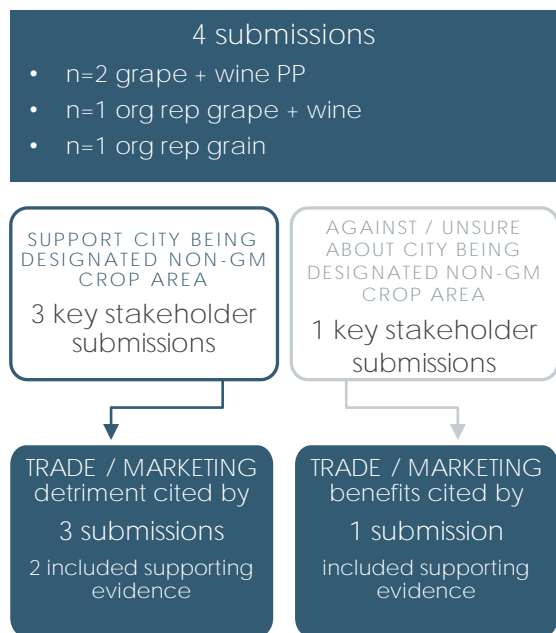 4 submissions
• n=2 grape + wine PP
• n=1 org rep grape + wine
• n=1 org rep grain
SUPPORT CITY BEING
DESIGNATED NON-GM
CROP AREA
3 key stakeholder
submissions
AGAINST / UNSURE
ABOUT CITY BEING
DESIGNATED NON-GM
CROP AREA
1 key stakeholder
submissions
TRADE / MARKETING
detriment cited by
3 submissions
2 included supporting
evidence
TRADE / MARKETING
benefits cited by
1 submission
included supporting
evidence